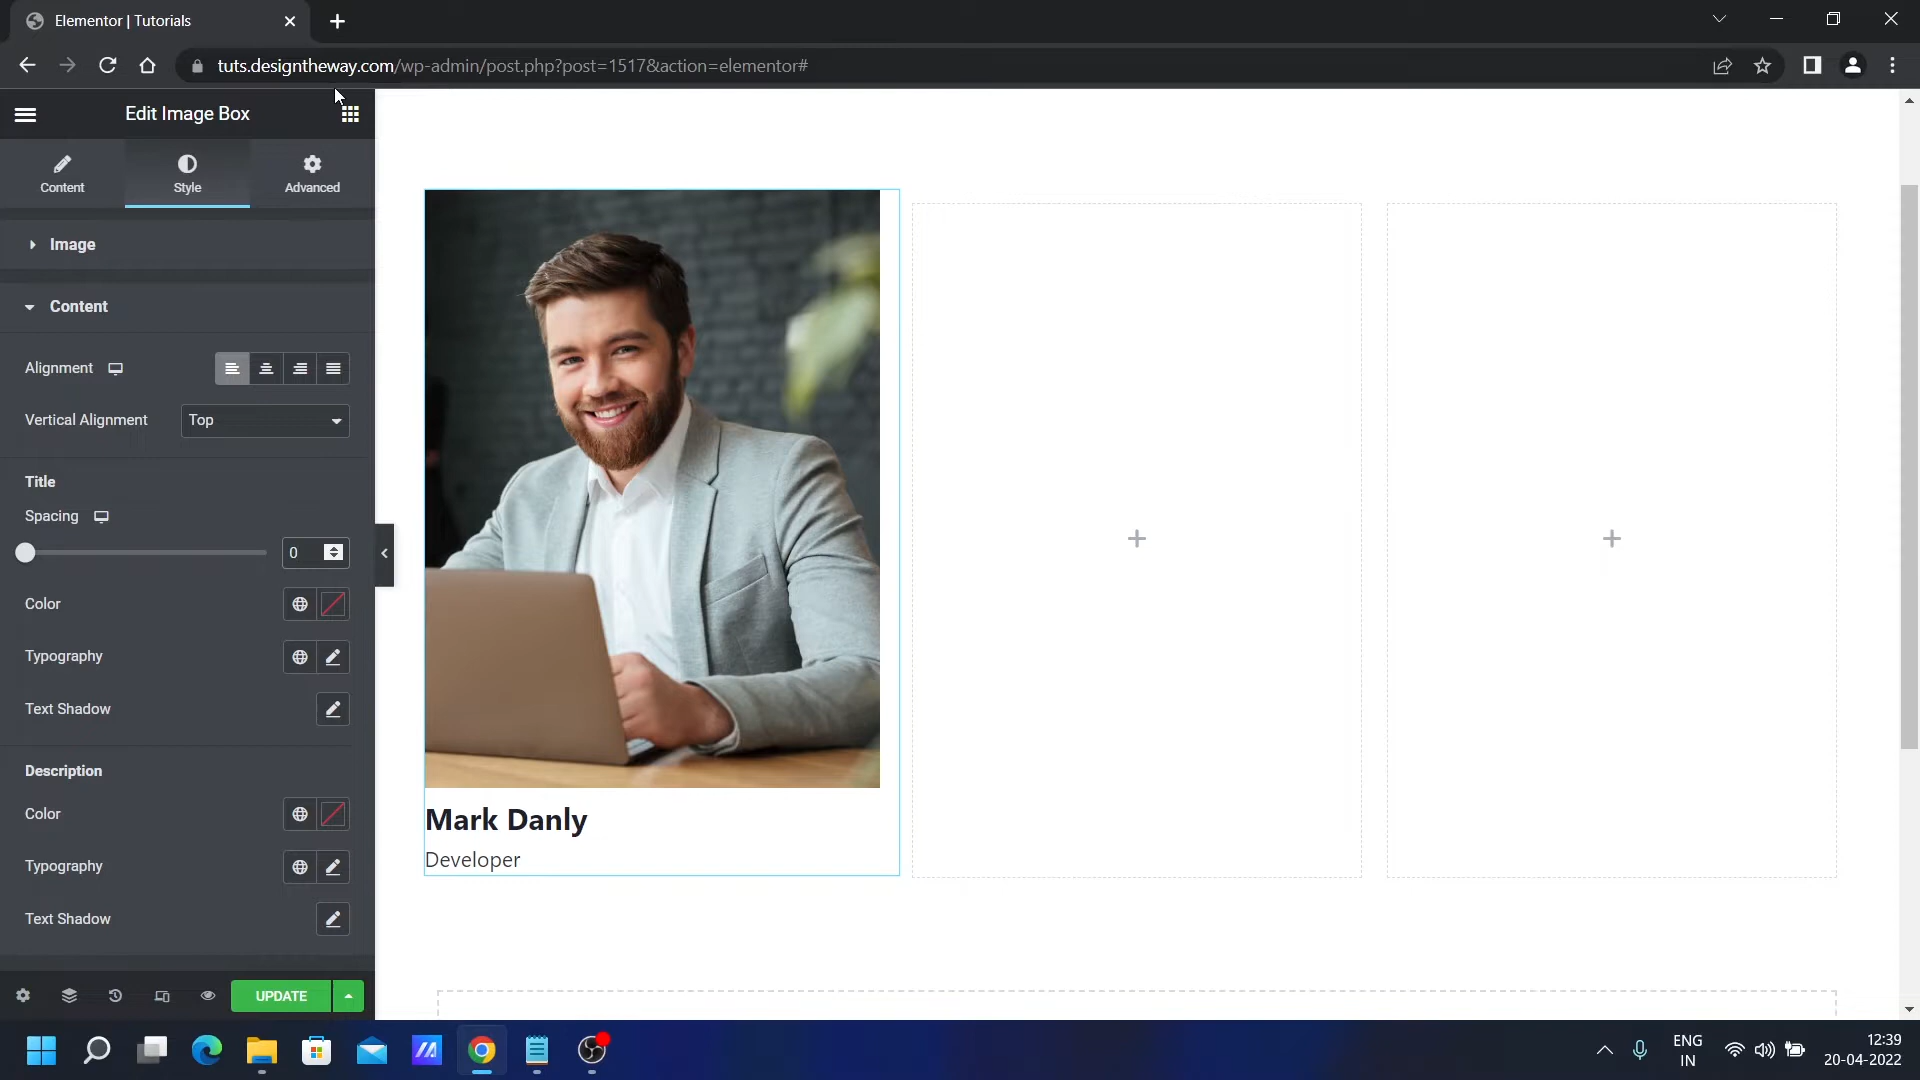 Elementor | Tutorials
tuts.designtheway.com/wp-admin/post.php?post=1517&action=elementor#
Edit Image Box
Content
Style
Advanced
Image
Content
Alignment
Vertical Alignment
Top
Title
Spacing
0
Color
Typography
Text Shadow
Description
Color
Typography
Text Shadow
UPDATE
Mark Danly
Developer
ENG
IN
12:39
20-04-2022